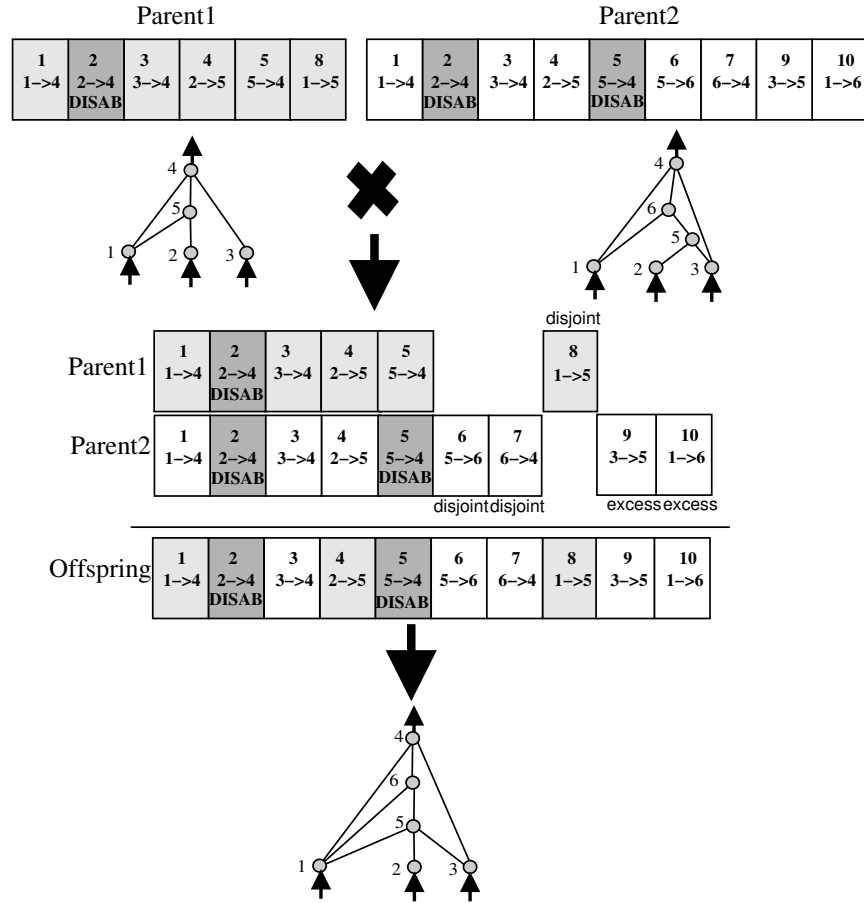 Parent1 Parent2
1 2 3 4 5 8 1 2 3 4 5 6 7 9 10
1->4 2->4 3->4 2->5 5->4 1->5 1->4 2->4 3->4 2->5 5->4 5->6 6->4 3->5 1->6
DISAB DISAB DISAB
4 4
5 6
5
1 2 3 1 2 3
disjoint
Parent1 1 2 3 4 5 8
1->4 2->4 3->4 2->5 5->4 1->5
DISAB
Parent2 1 2 3 4 5 6 7 9 10
1->4 2->4 3->4 2->5 5->4 5->6 6->4 3->5 1->6
DISAB DISAB
disjoint disjoint excess excess
Offspring 1 2 3 4 5 6 7 8 9 10
1->4 2->4 3->4 2->5 5->4 5->6 6->4 1->5 3->5 1->6
DISAB DISAB
4
6
5
1 2 3